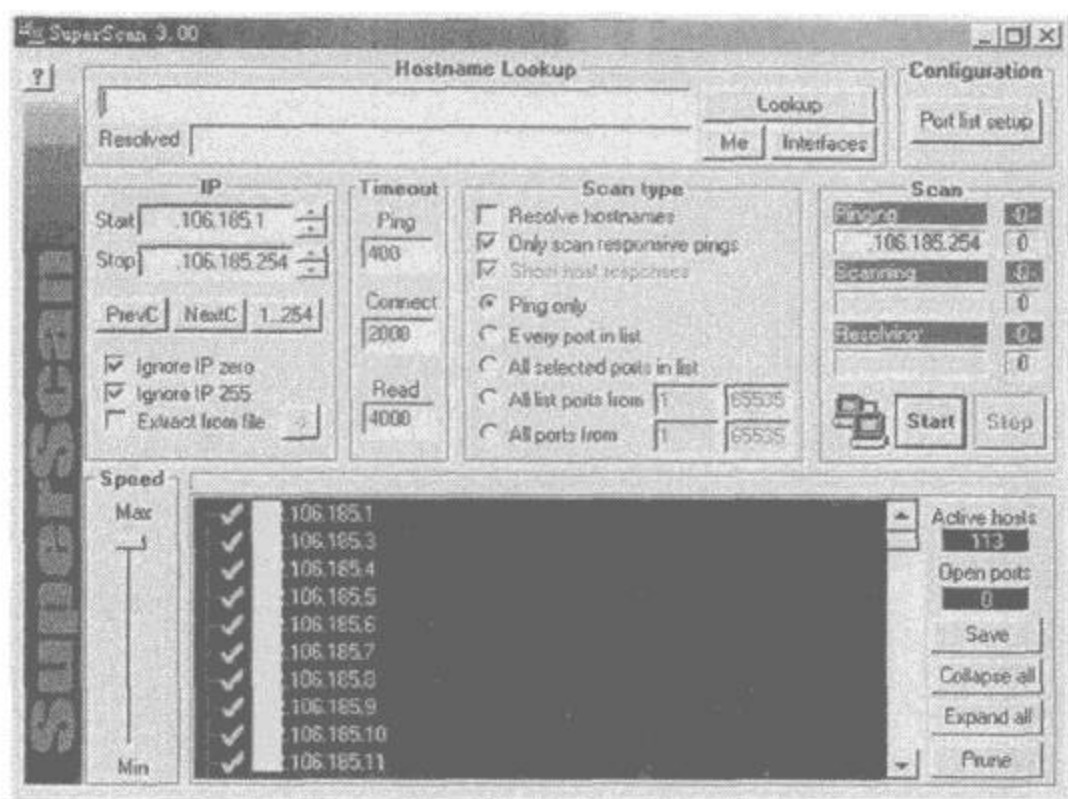 SuperScan 3.00
?
Hostname Lookup
Lookup
Resolved
Me
Interfaces
Configuration
Port list setup
IP
Start .106.185.1
Stop .106.185.254
PrevC
NextC
1..254
Ignore IP zero
Ignore IP 255
Extract from file
Timeout
Ping
400
Connect
2000
Read
4000
Scan type
Resolve hostnames
Only scan responsive pings
Show host responses
Ping only
Every port in list
All selected ports in list
All list ports from 1 65535
All ports from 1 65535
Scan
Pinging
.106.185.254 0
Scanning
0
Resolving
0
Start
Stop
SuperScan
Speed
Max
Min
.106.185.1
.106.185.3
.106.185.4
.106.185.5
.106.185.6
.106.185.7
.106.185.8
.106.185.9
.106.185.10
.106.185.11
Active hosts
113
Open ports
0
Save
Collapse all
Expand all
Prune